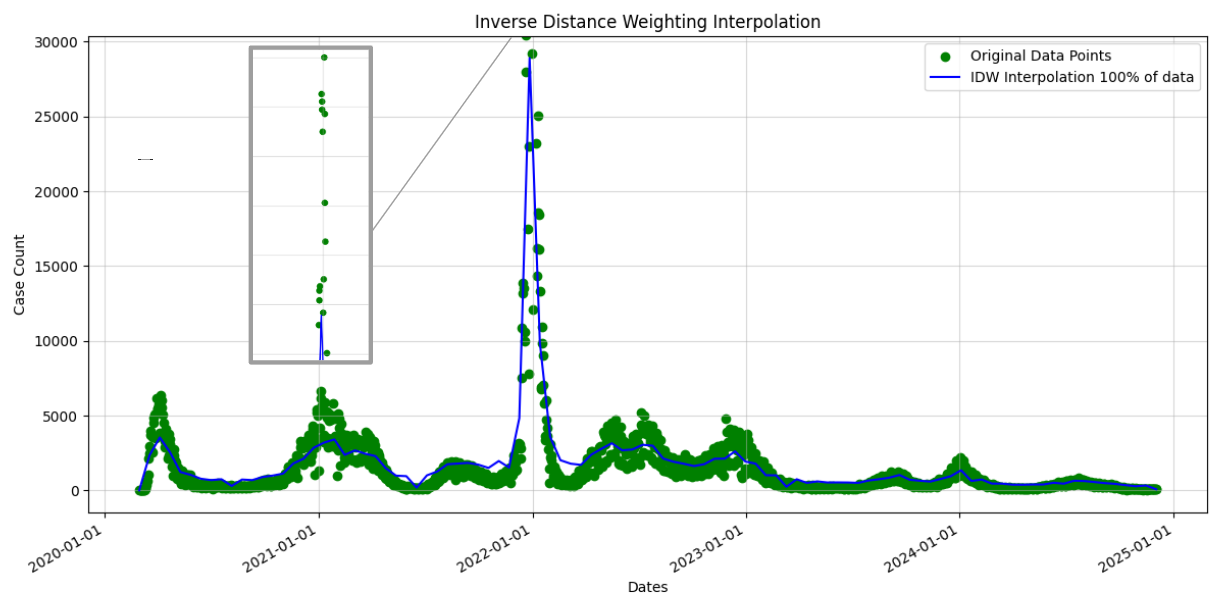 Inverse Distance Weighting Interpolation
Original Data Points
IDW Interpolation 100% of data
Case Count
30000
25000
20000
15000
10000
5000
0
2020-01-01
2021-01-01
2022-01-01
2023-01-01
2024-01-01
2025-01-01
Dates